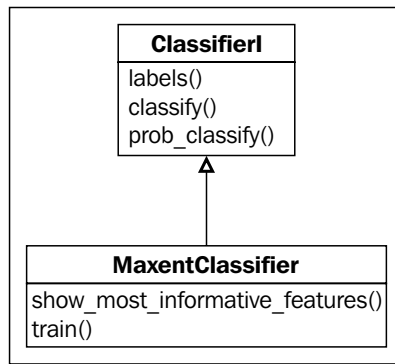 ClassifierI
labels()
classify()
prob_classify()
MaxentClassifier
show_most_informative_features()
train()